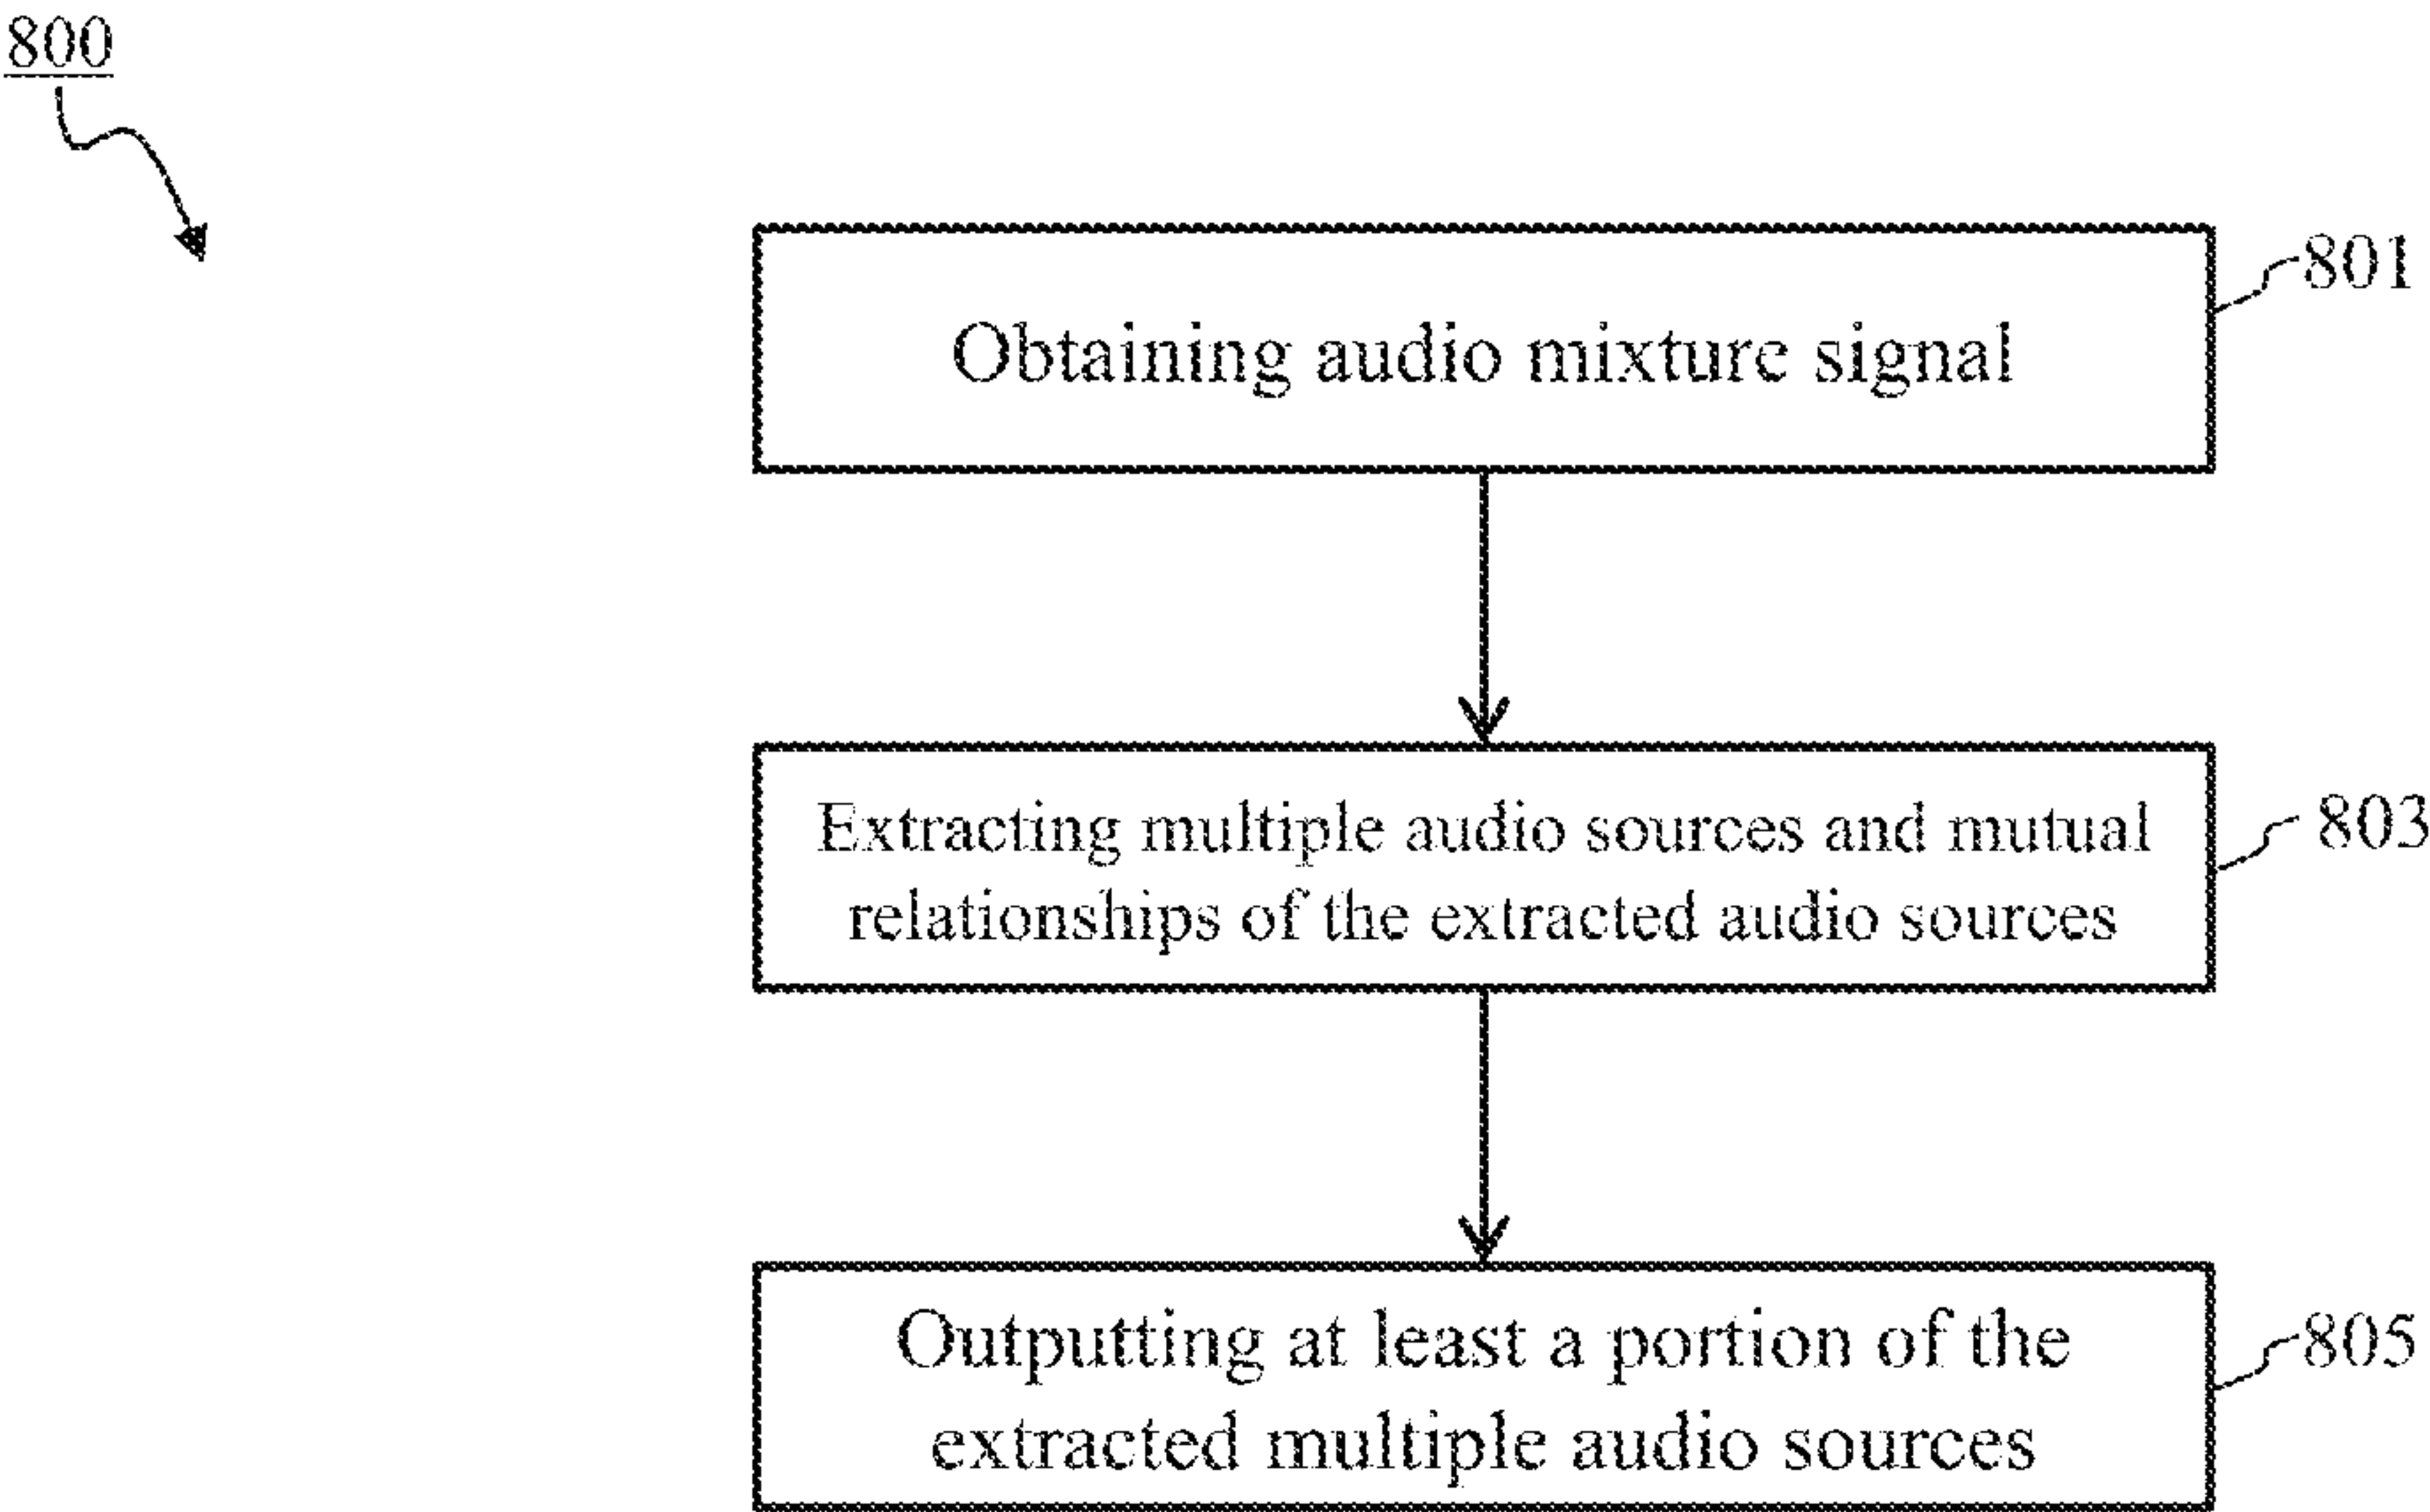 800
801
Obtaining audio mixture signal
803
Extracting multiple audio sources and mutual
relationships of the extracted audio sources
805
Outputting at least a portion of the
extracted multiple audio sources